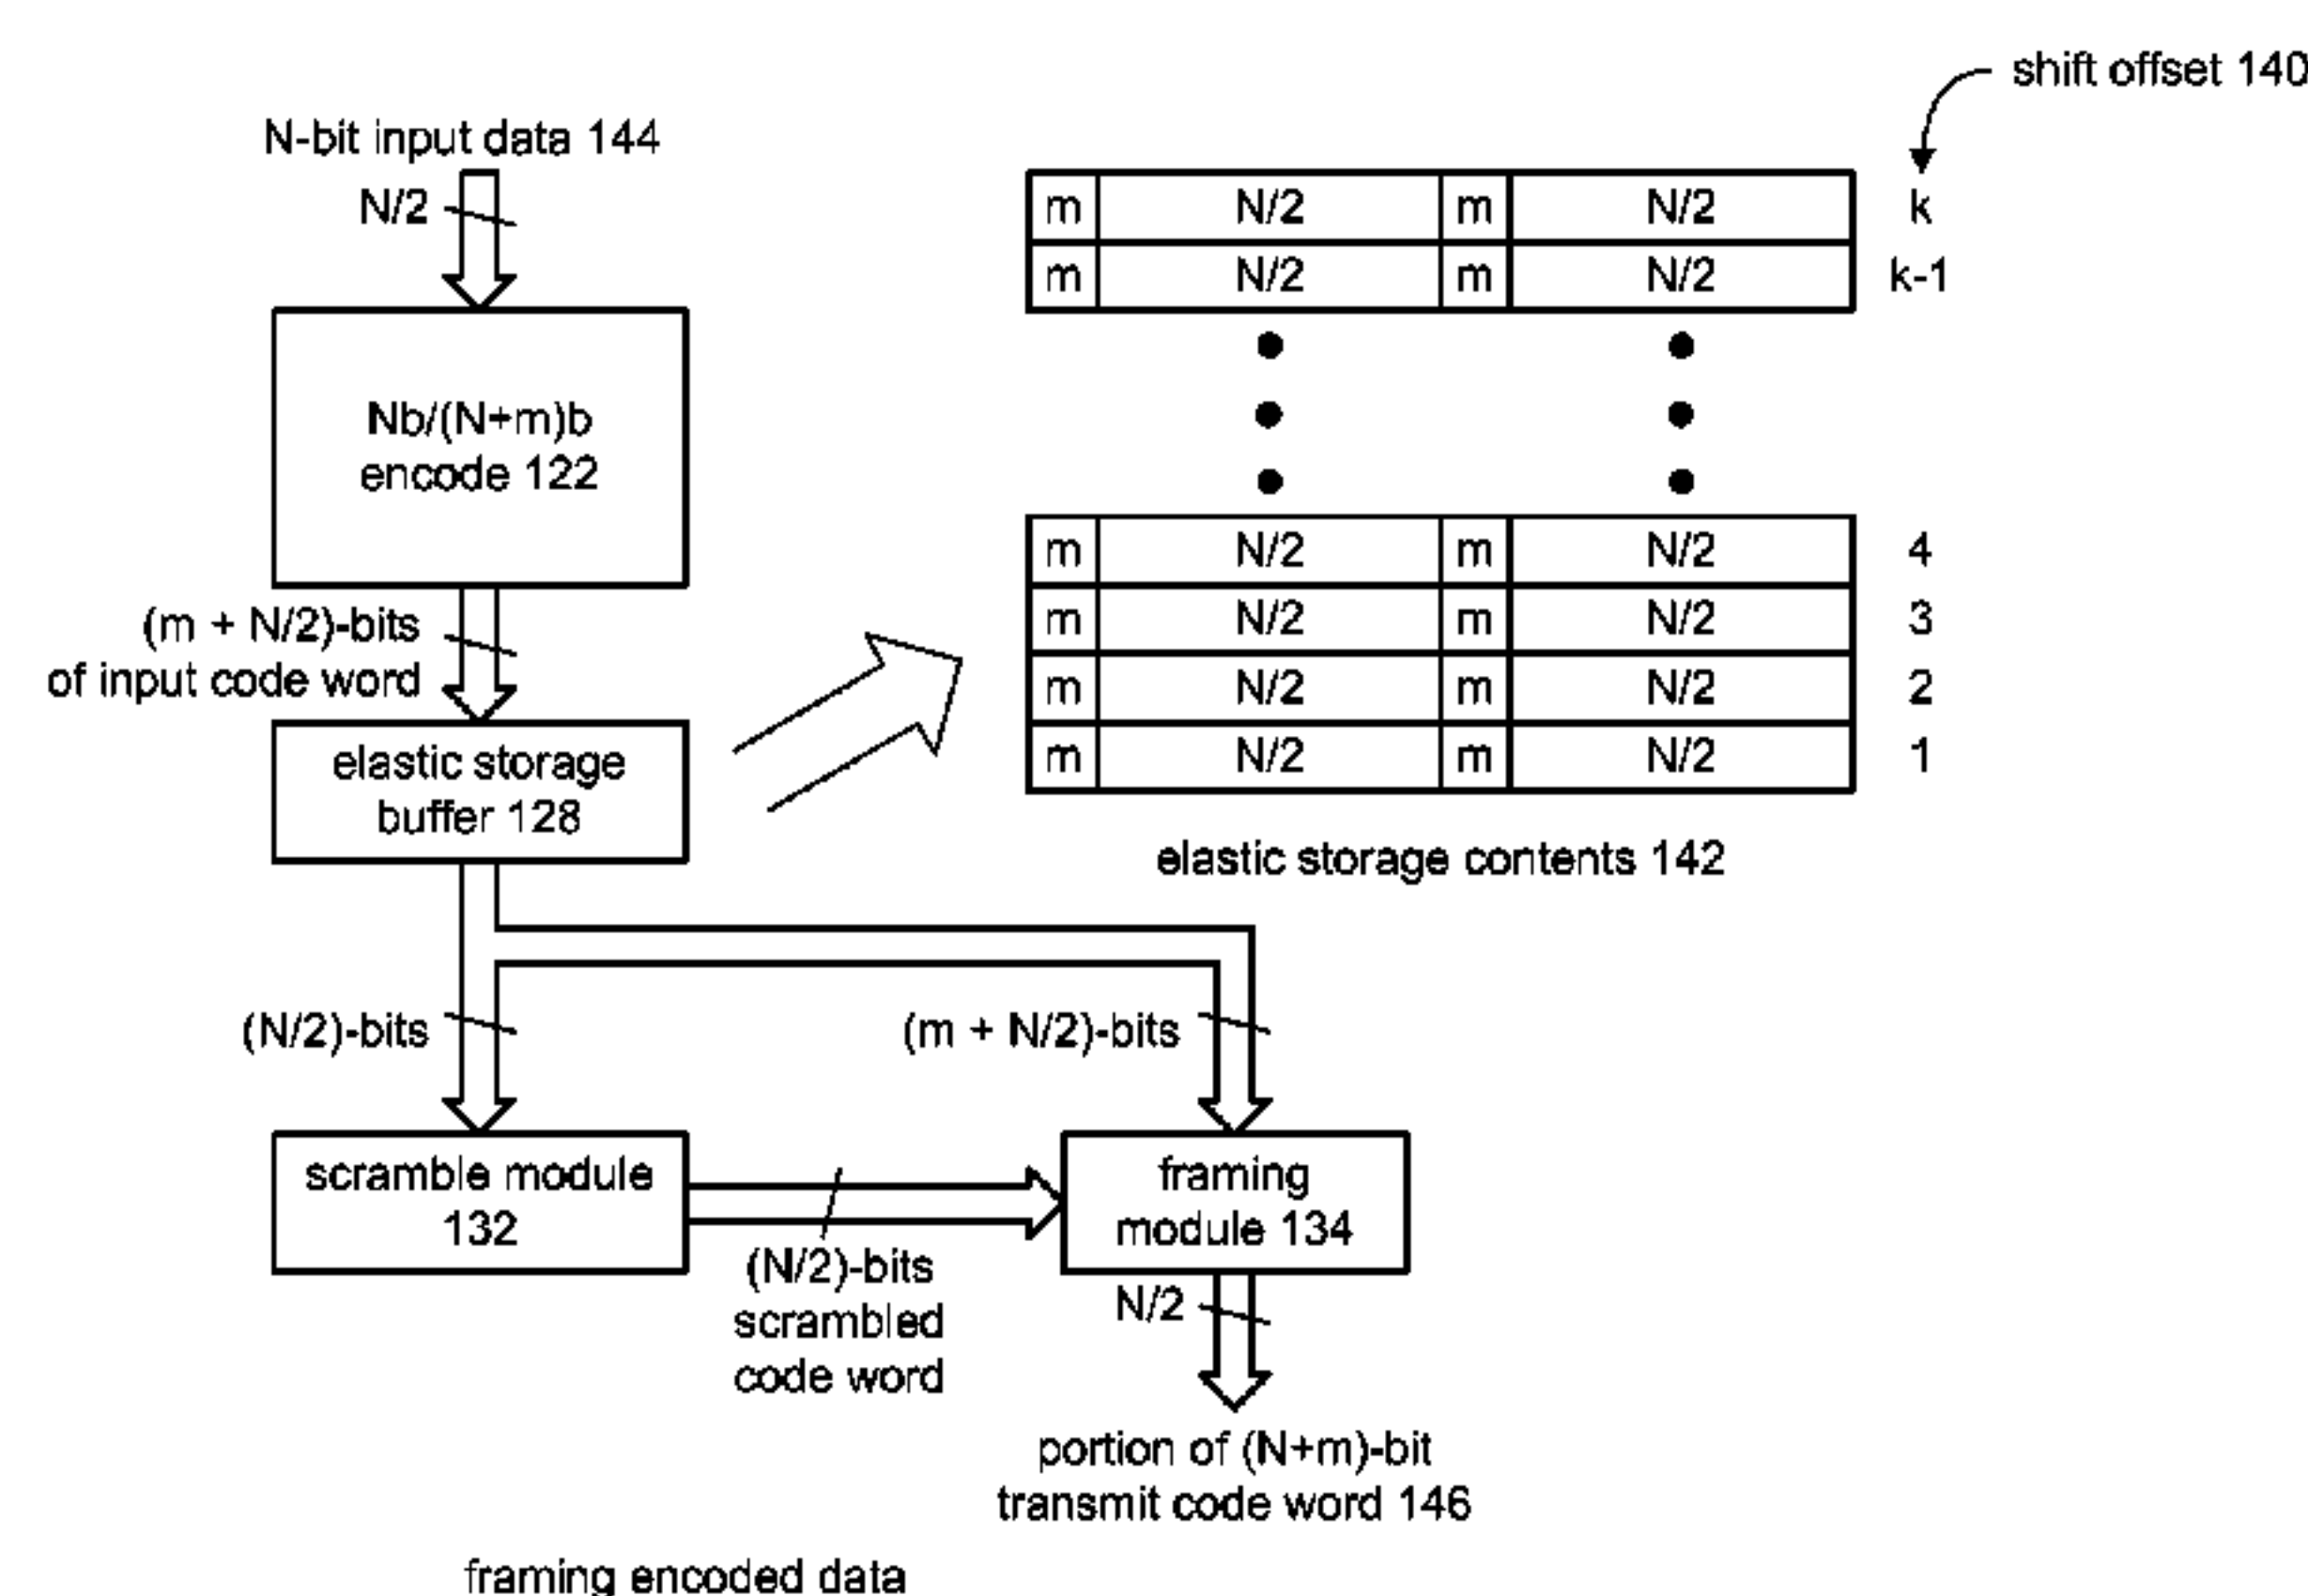 shift offset 140
N-bit input data 144
N/2
m N/2 m N/2 k
m N/2 m N/2 k-1
Nb/(N+m)b
encode 122
m N/2 m N/2 4
m N/2 m N/2 3
m N/2 m N/2 2
m N/2 m N/2 1
(m + N/2)-bits
of input code word
elastic storage
buffer 128
elastic storage contents 142
(N/2)-bits
(m + N/2)-bits
scramble module
132
framing
module 134
(N/2)-bits
scrambled
code word
N/2
portion of (N+m)-bit
transmit code word 146
framing encoded data